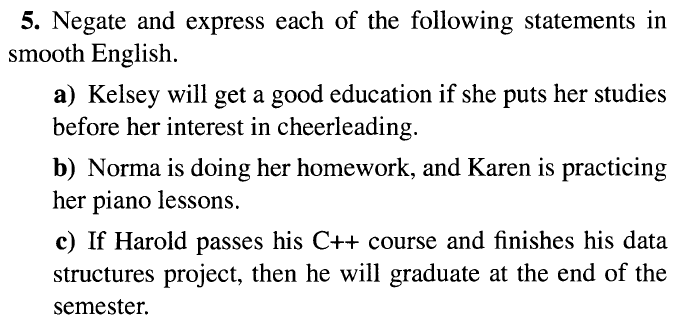 5. Negate and express each of the following statements in
smooth English.
a) Kelsey will get a good education if she puts her studies
before her interest in cheerleading.
b) Norma is doing her homework, and Karen is practicing
her piano lessons.
c) If Harold passes his C++ course and finishes his data
structures project, then he will graduate at the end of the
semester.